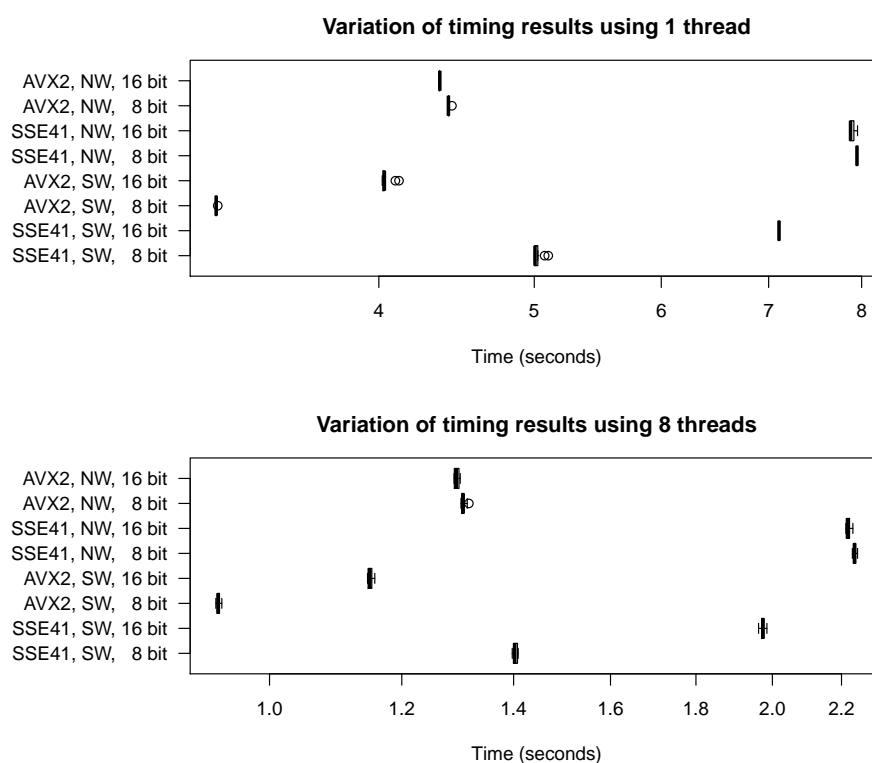 Variation of timing results using 1 thread
AVX2, NW, 16 bit
AVX2, NW, 8 bit
SSE41, NW, 16 bit
SSE41, NW, 8 bit
AVX2, SW, 16 bit
AVX2, SW, 8 bit
SSE41, SW, 16 bit
SSE41, SW, 8 bit
4 5 6 7 8
Time (seconds)
Variation of timing results using 8 threads
AVX2, NW, 16 bit
AVX2, NW, 8 bit
SSE41, NW, 16 bit
SSE41, NW, 8 bit
AVX2, SW, 16 bit
AVX2, SW, 8 bit
SSE41, SW, 16 bit
SSE41, SW, 8 bit
1.0 1.2 1.4 1.6 1.8 2.0 2.2
Time (seconds)